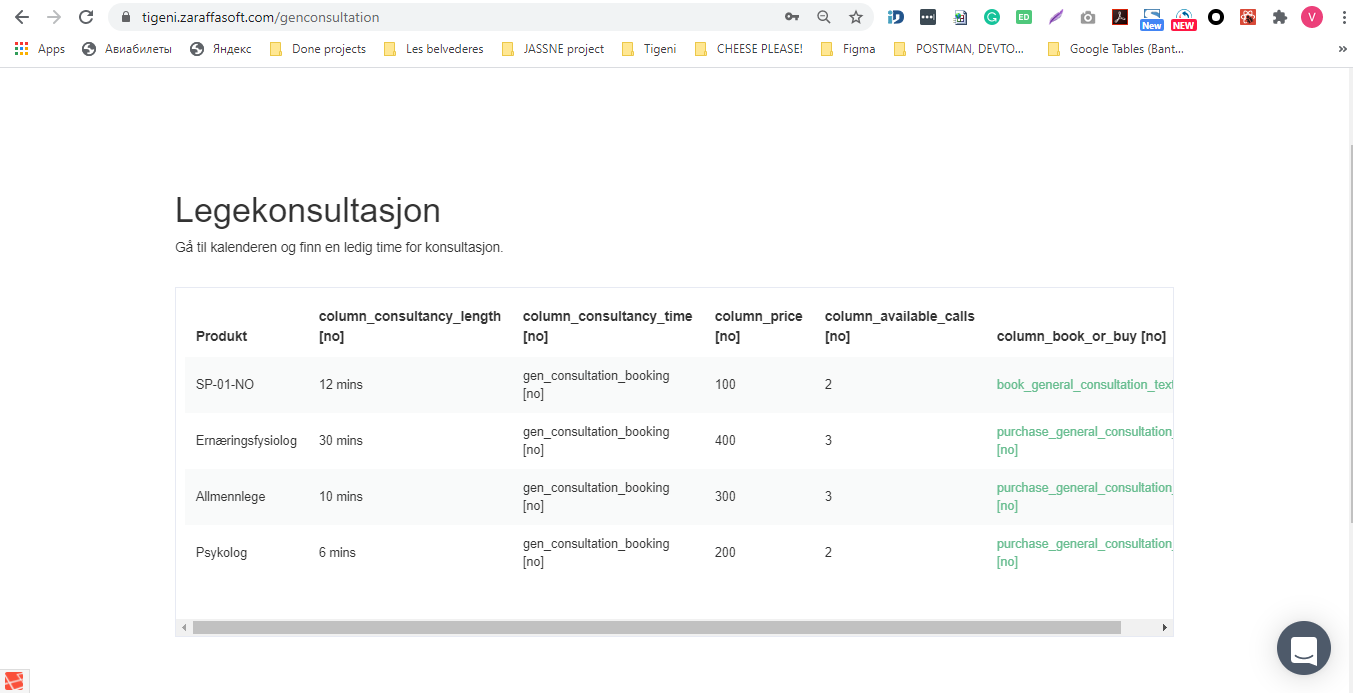 tigeni.zaraffasoft.com/genconsultation
ED
New
NEW
V
Apps
Авиабилеты
Яндекс
Done projects
Les belvederes
JASSNE project
Tigeni
CHEESE PLEASE!
Figma
POSTMAN, DEVTO...
Google Tables (Bant...
»
Legekonsultasjon
Gå til kalenderen og finn en ledig time for konsultasjon.
Produkt column_consultancy_length [no] column_consultancy_time [no] column_price [no] column_available_calls [no] column_book_or_buy [no]
SP-01-NO 12 mins gen_consultation_booking [no] 100 2 book_general_consultation_text
Ernæringsfysiolog 30 mins gen_consultation_booking [no] 400 3 purchase_general_consultation_ [no]
Allmennlege 10 mins gen_consultation_booking [no] 300 3 purchase_general_consultation_ [no]
Psykolog 6 mins gen_consultation_booking [no] 200 2 purchase_general_consultation_ [no]